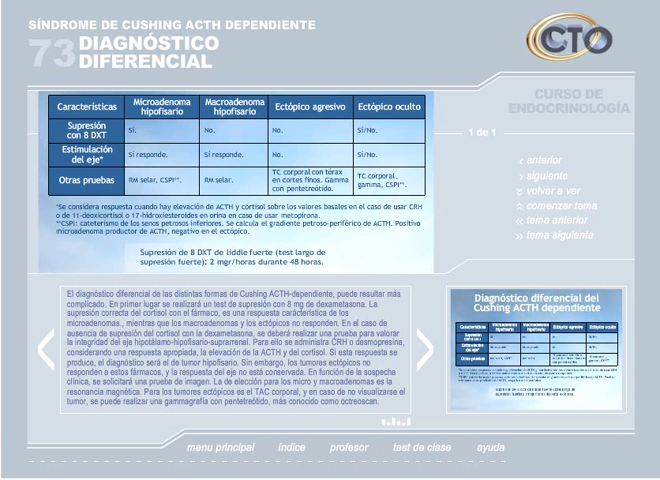 SÍNDROME DE CUSHING ACTH DEPENDIENTE
73 DIAGNÓSTICO
DIFERENCIAL
CTO
CURSO DE
ENDOCRINOLOGÍA
1 de 1
Características Microadenoma hipofisario Macroadenoma hipofisario Ectópico agresivo Ectópico oculto
Supresión con 8 DXT Sí. No. No. Sí/No.
Estimulación del eje* Sí responde. Sí responde. No. Sí/No.
Otras pruebas RM selar, CSPI**. RM selar. TC corporal con tórax en cortes finos. Gamma con pentetreótido. TC corporal, gamma, CSPI**.
*Se considera respuesta cuando hay elevación de ACTH y cortisol sobre los valores basales en el caso de usar CRH
o de 11-deoxicortisol o 17-hidroxiesteroides en orina en caso de usar metopirona.
**CSPI: cateterismo de los senos petrosos inferiores. Se calcula el gradiente petroso-periférico de ACTH. Positivo
microadenoma productor de ACTH, negativo en el ectópico.
Supresión de 8 DXT de liddle fuerte (test largo de
supresión fuerte): 2 mgr/hores durante 48 horas.
‹ anterior
› siguiente
volver a ver
comenzar tema
« tema anterior
» tema siguiente
El diagnóstico diferencial de las distintas formas de Cushing ACTH-dependiente, puede resultar más
complicado. En primer lugar se realizará un test de supresión con 8 mg de dexametasona. La
supresión correcta del cortisol con el fármaco, es una respuesta carácterística de los
microadenomas., mientras que los macroadenomas y los ectópicos no responden. En el caso de
ausencia de supresión del cortisol con la dexametasona, se deberá realizar una prueba para valorar
la integridad del eje hipotálamo-hipofisario-suprarrenal. Para ello se administra CRH o desmopresina,
considerando una respuesta apropiada, la elevación de la ACTH y del cortisol. Si esta respuesta se
produce, el diagnóstico será el de tumor hipofisario. Sin embargo, los tumores ectópicos no
responden a estos fármacos, y la respuesta del eje no está conservada. En función de la sospecha
clínica, se solicitará una prueba de imagen. La de elección para los micro y macroadenomas es la
resonancia magnética. Para los tumores ectópicos es el TAC corporal, y en caso de no visualizarse el
tumor, se puede realizar una gammagrafía con pentetreótido, más conocido como octreoscan.
Diagnóstico diferencial del
Cushing ACTH dependiente
menu principal índice profesor test de clase ayuda